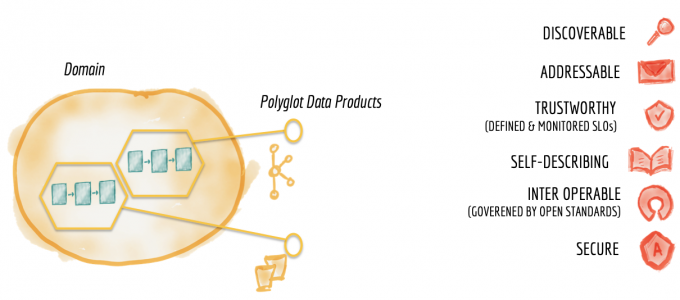 Domain
Polyglot Data Products
DISCOVERABLE
ADDRESSABLE
TRUSTWORTHY
(DEFINED & MONITORED SLOs)
SELF-DESCRIBING
INTER OPERABLE
(GOVERENED BY OPEN STANDARDS)
SECURE
A